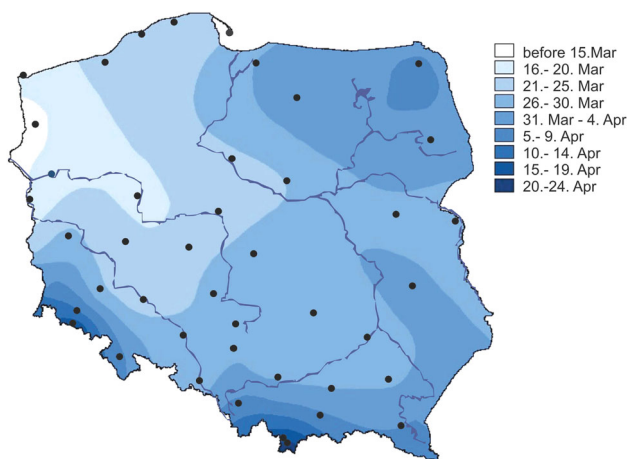 before 15.Mar
16.- 20. Mar
21.- 25. Mar
26.- 30. Mar
31. Mar - 4. Apr
5.- 9. Apr
10.- 14. Apr
15.- 19. Apr
20.-24. Apr